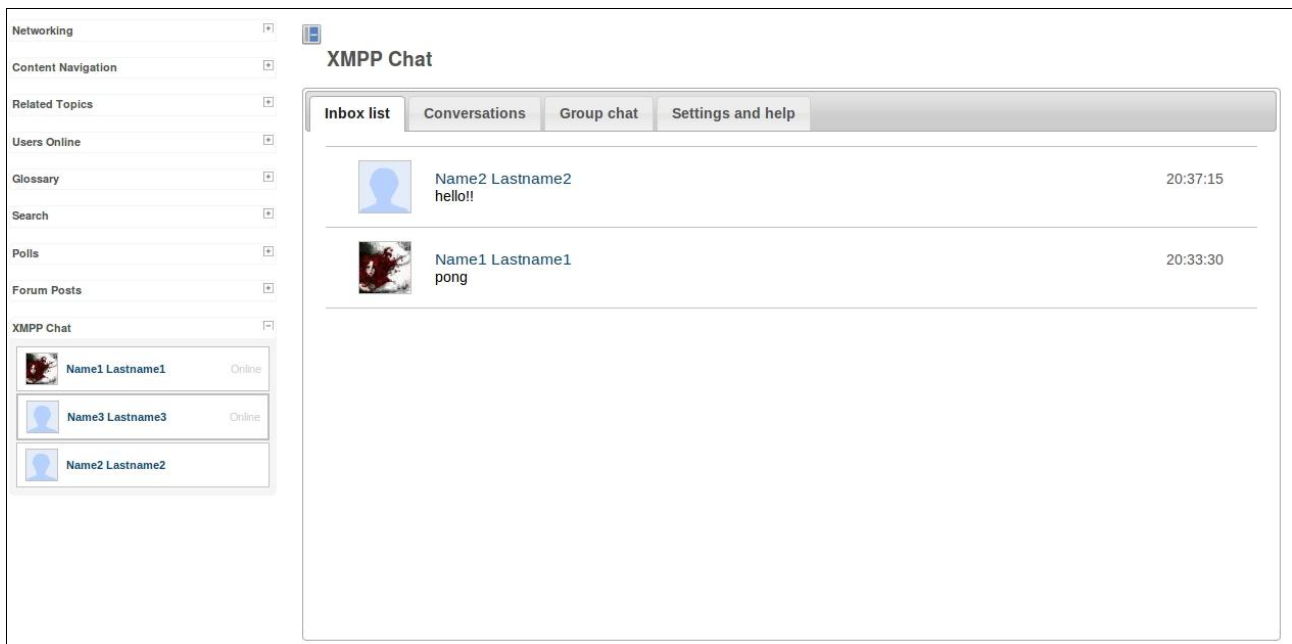 Networking
Content Navigation
Related Topics
Users Online
Glossary
Search
Polls
Forum Posts
XMPP Chat
Name1 Lastname1 Online
Name3 Lastname3 Online
Name2 Lastname2
XMPP Chat
Inbox list Conversations Group chat Settings and help
Name2 Lastname2 20:37:15
hello!!
Name1 Lastname1 20:33:30
pong